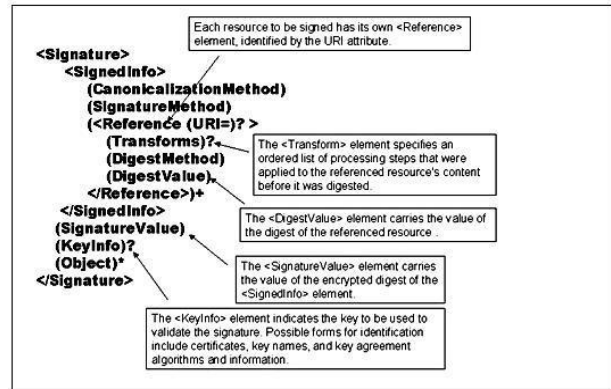 Each resource to be signed has its own <Reference>
element, identified by the URI attribute.
<Signature>
<SignedInfo>
(CanonicalizationMethod)
(SignatureMethod)
(<Reference (URI=)? >
(Transforms)?
(DigestMethod)
(DigestValue)
</Reference>)+
</SignedInfo>
(SignatureValue)
(KeyInfo)?
(Object)*
</Signature>
The <Transform> element specifies an
ordered list of processing steps that were
applied to the referenced resource's content
before it was digested.
The <DigestValue> element carries the value of
the digest of the referenced resource .
The <SignatureValue> element carries
the value of the encrypted digest of the
<SignedInfo> element.
The <KeyInfo> element indicates the key to be used to
validate the signature. Possible forms for identification
include certificates, key names, and key agreement
algorithms and information.